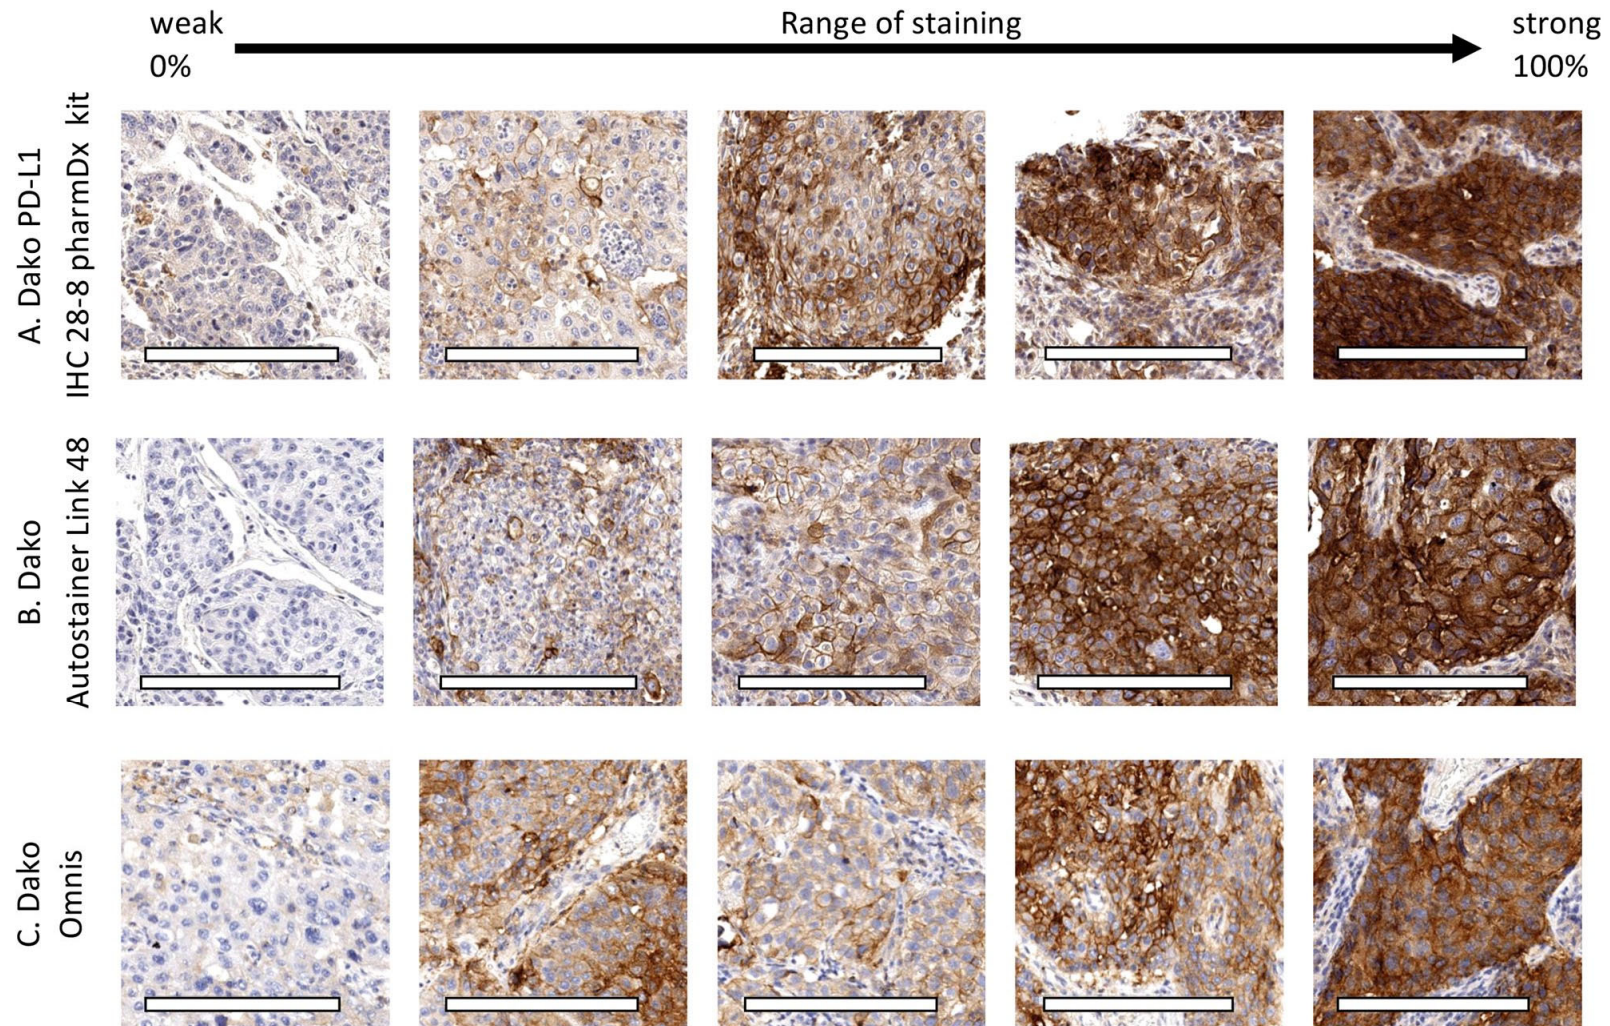 weak
Range of staining
strong
0%
100%
A. Dako PD-L1
IHC 28-8 pharmDx kit
B. Dako
Autostainer Link 48
C. Dako
Omnis